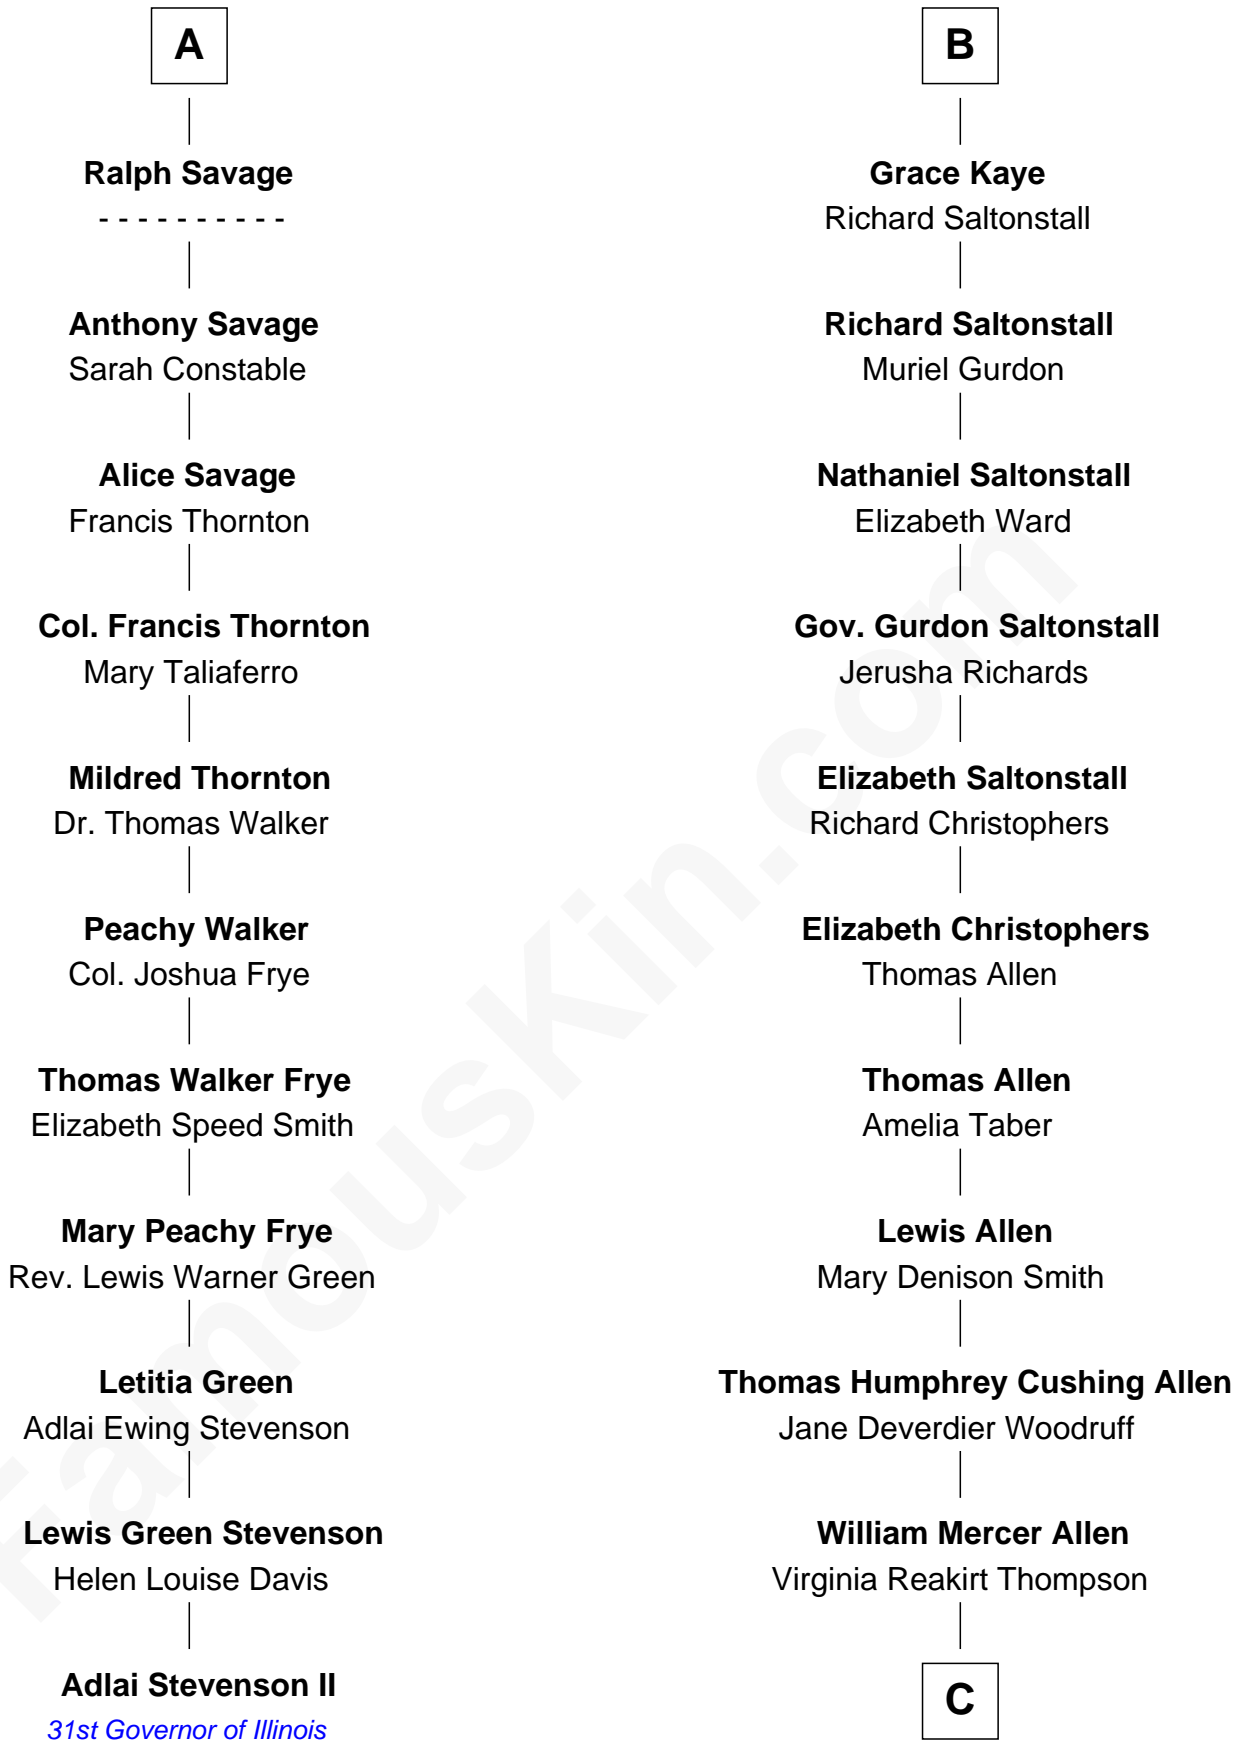 A
Ralph Savage
- - - - - - - - - -
Anthony Savage
Sarah Constable
Alice Savage
Francis Thornton
Col. Francis Thornton
Mary Taliaferro
Mildred Thornton
Dr. Thomas Walker
Peachy Walker
Col. Joshua Frye
Thomas Walker Frye
Elizabeth Speed Smith
Mary Peachy Frye
Rev. Lewis Warner Green
Letitia Green
Adlai Ewing Stevenson
Lewis Green Stevenson
Helen Louise Davis
Adlai Stevenson II
31st Governor of Illinois
B
Grace Kaye
Richard Saltonstall
Richard Saltonstall
Muriel Gurdon
Nathaniel Saltonstall
Elizabeth Ward
Gov. Gurdon Saltonstall
Jerusha Richards
Elizabeth Saltonstall
Richard Christophers
Elizabeth Christophers
Thomas Allen
Thomas Allen
Amelia Taber
Lewis Allen
Mary Denison Smith
Thomas Humphrey Cushing Allen
Jane Deverdier Woodruff
William Mercer Allen
Virginia Reakirt Thompson
C
FamousKin.com